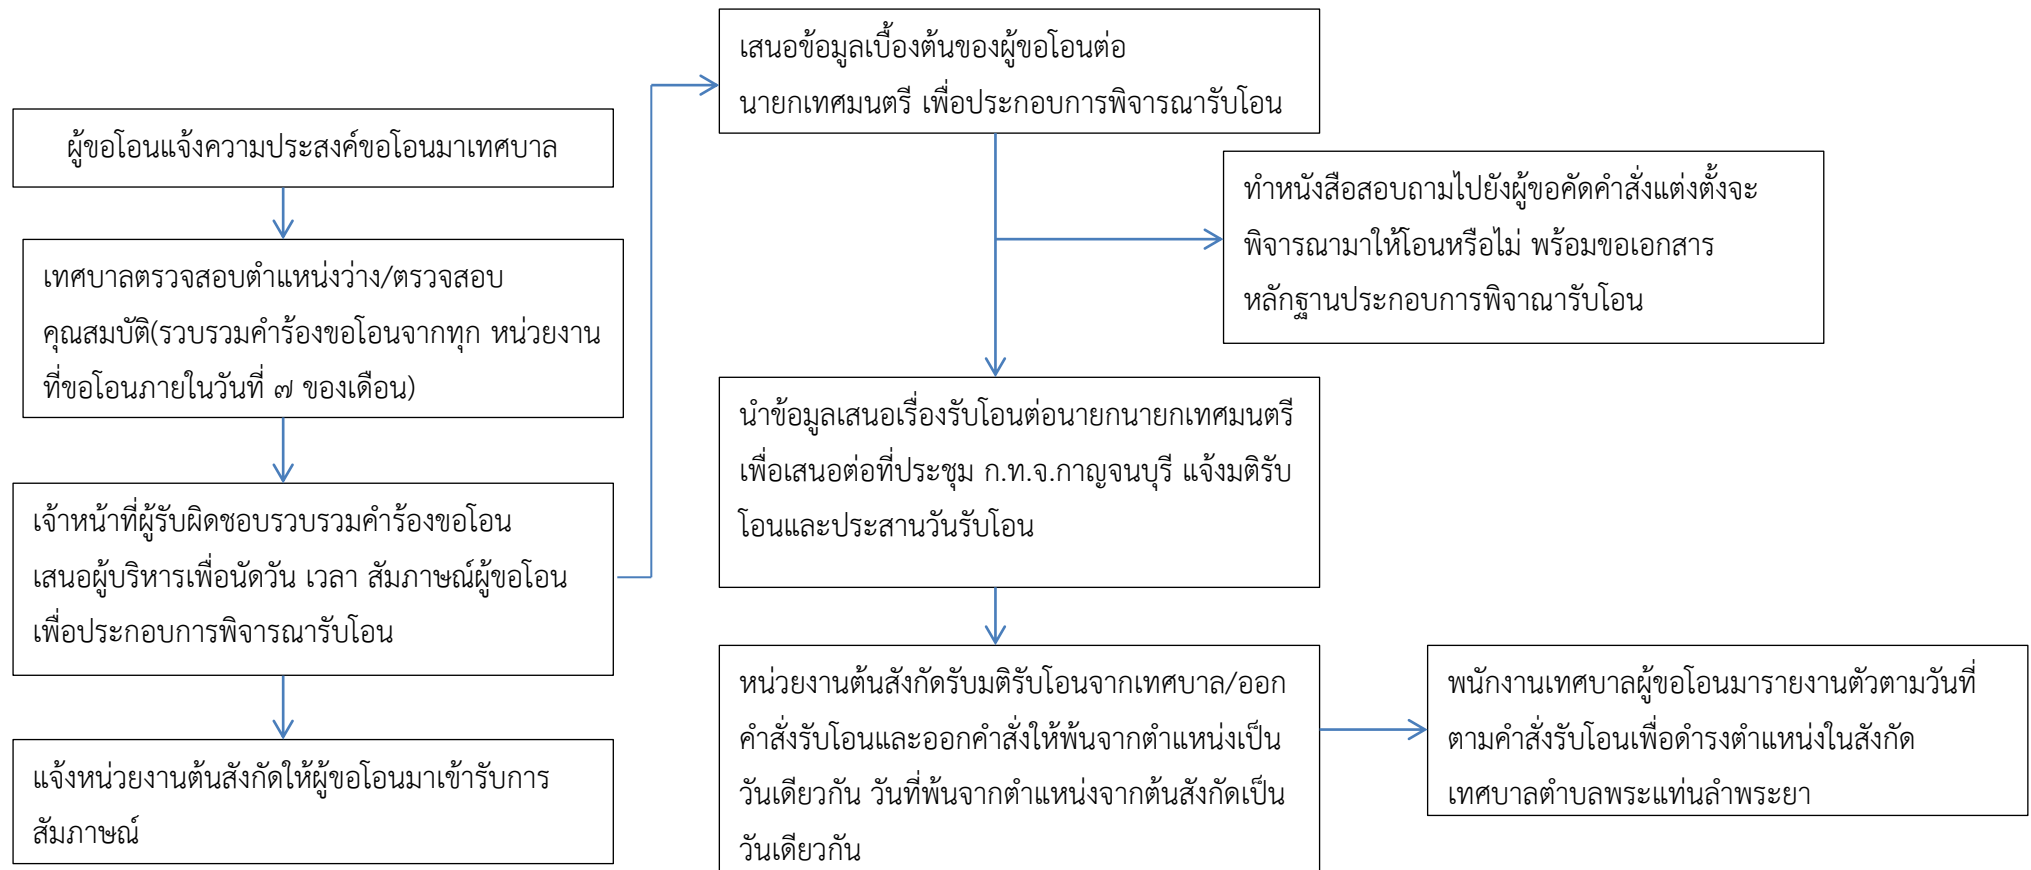 ผู้ขอโอนแจ้งความประสงค์ขอโอนมาเทศบาล
เทศบาลตรวจสอบตำแหน่งว่าง/ตรวจสอบ
คุณสมบัติ(รวบรวมคำร้องขอโอนจากทุก หน่วยงาน
ที่ขอโอนภายในวันที่ ๗ ของเดือน)
เจ้าหน้าที่ผู้รับผิดชอบรวบรวมคำร้องขอโอน
เสนอผู้บริหารเพื่อนัดวัน เวลา สัมภาษณ์ผู้ขอโอน
เพื่อประกอบการพิจารณารับโอน
แจ้งหน่วยงานต้นสังกัดให้ผู้ขอโอนมาเข้ารับการ
สัมภาษณ์
เสนอข้อมูลเบื้องต้นของผู้ขอโอนต่อ
นายกเทศมนตรี เพื่อประกอบการพิจารณารับโอน
ทำหนังสือสอบถามไปยังผู้ขอคัดคำสั่งแต่งตั้งจะ
พิจารณามาให้โอนหรือไม่ พร้อมขอเอกสาร
หลักฐานประกอบการพิจาณารับโอน
นำข้อมูลเสนอเรื่องรับโอนต่อนายกนายกเทศมนตรี
เพื่อเสนอต่อที่ประชุม ก.ท.จ.กาญจนบุรี แจ้งมติรับ
โอนและประสานวันรับโอน
หน่วยงานต้นสังกัดรับมติรับโอนจากเทศบาล/ออก
คำสั่งรับโอนและออกคำสั่งให้พ้นจากตำแหน่งเป็น
วันเดียวกัน วันที่พ้นจากตำแหน่งจากต้นสังกัดเป็น
วันเดียวกัน
พนักงานเทศบาลผู้ขอโอนมารายงานตัวตามวันที่
ตามคำสั่งรับโอนเพื่อดำรงตำแหน่งในสังกัด
เทศบาลตำบลพระแท่นลำพระยา